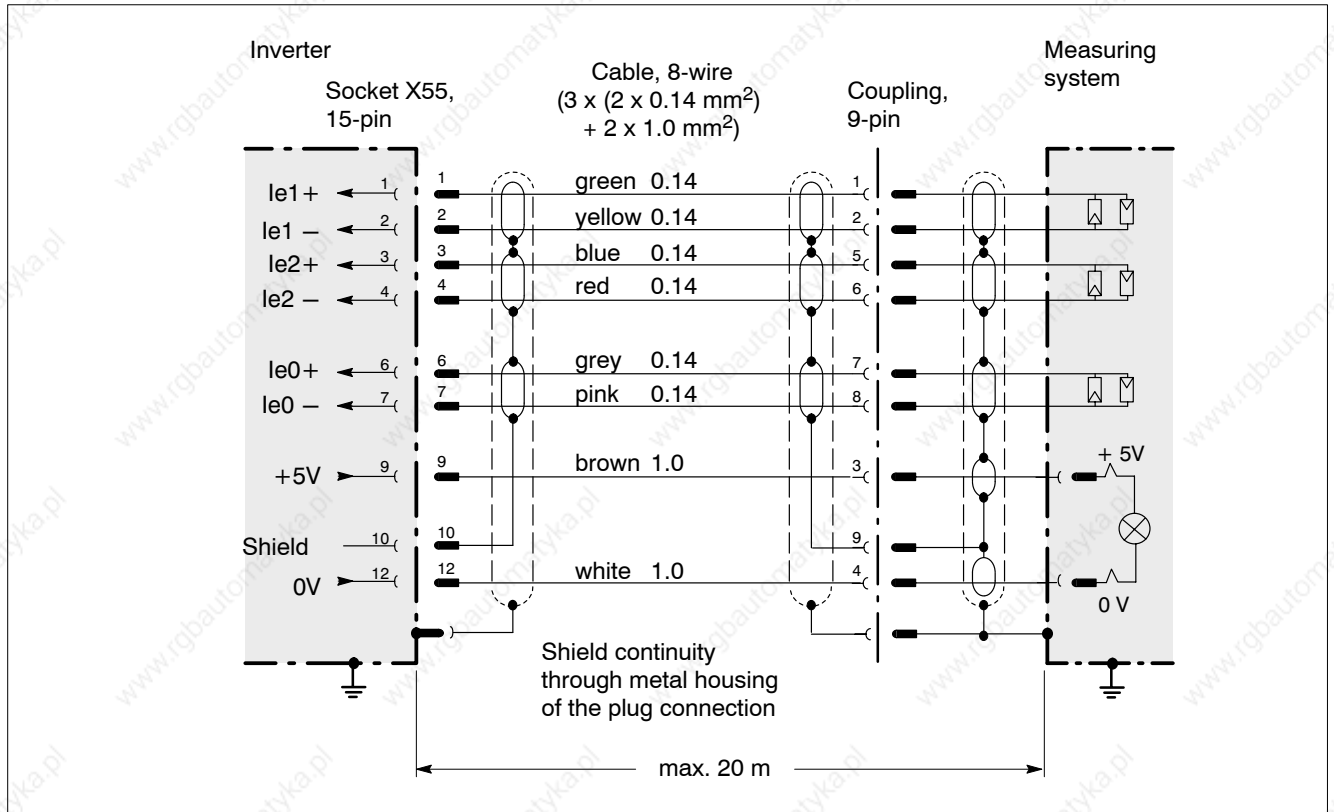 Inverter
Measuring
system
Cable, 8-wire
(3 x (2 x 0.14 mm²)
+ 2 x 1.0 mm²)
Socket X55,
15-pin
Coupling,
9-pin
Ie1+ 1 1 green 0.14 1
Ie1 – 2 2 yellow 0.14 2
Ie2+ 3 3 blue 0.14 5
Ie2 – 4 4 red 0.14 6
Ie0+ 6 6 grey 0.14 7
Ie0 – 7 7 pink 0.14 8
+5V 9 9 brown 1.0 3 + 5V
Shield 10 10 9
0V 12 12 white 1.0 4 0 V
Shield continuity
through metal housing
of the plug connection
max. 20 m
www.rgbautomatyka.pl